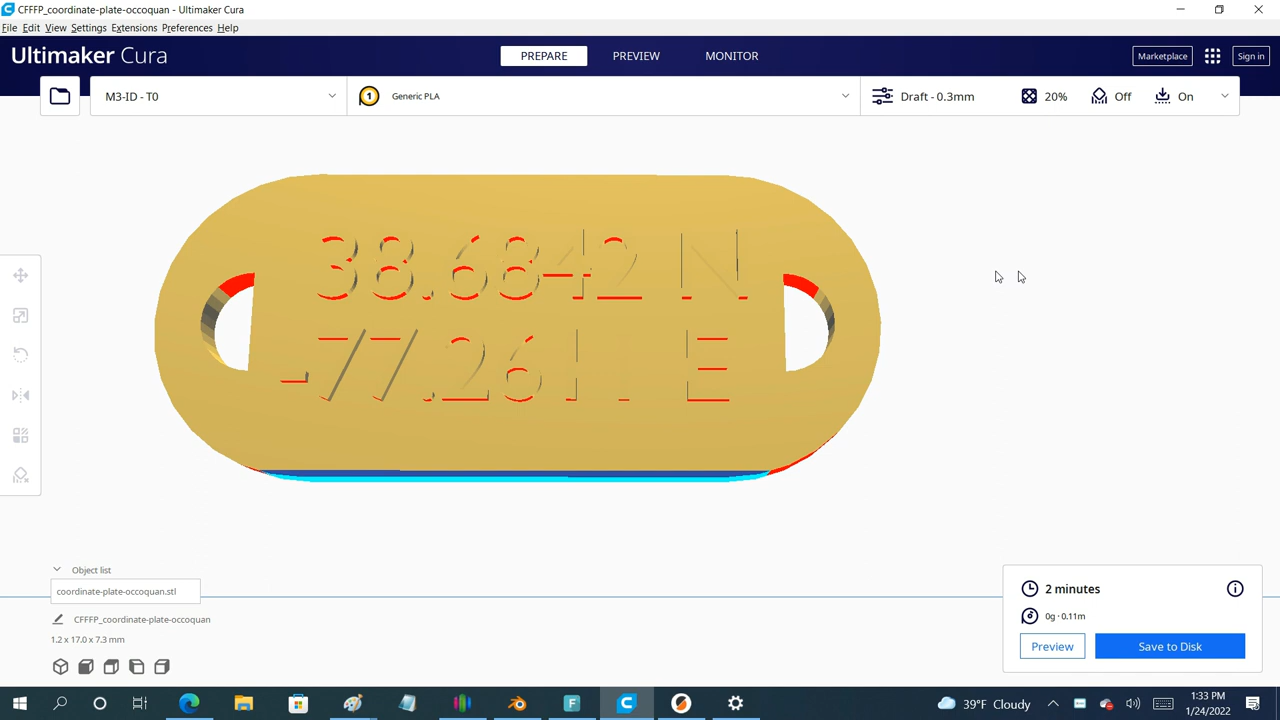 CFFFP_coordinate-plate-occoquan - Ultimaker Cura
File Edit View Settings Extensions Preferences Help
Ultimaker Cura
PREPARE
PREVIEW
MONITOR
Marketplace
Sign in
M3-ID - T0
1
Generic PLA
Draft - 0.3mm
20%
Off
On
38.6842 N
E
Object list
coordinate-plate-occoquan.stl
CFFFP_coordinate-plate-occoquan
1.2 x 17.0 x 7.3 mm
2 minutes
0g · 0.11m
Preview
Save to Disk
39°F Cloudy
1:33 PM
1/24/2022